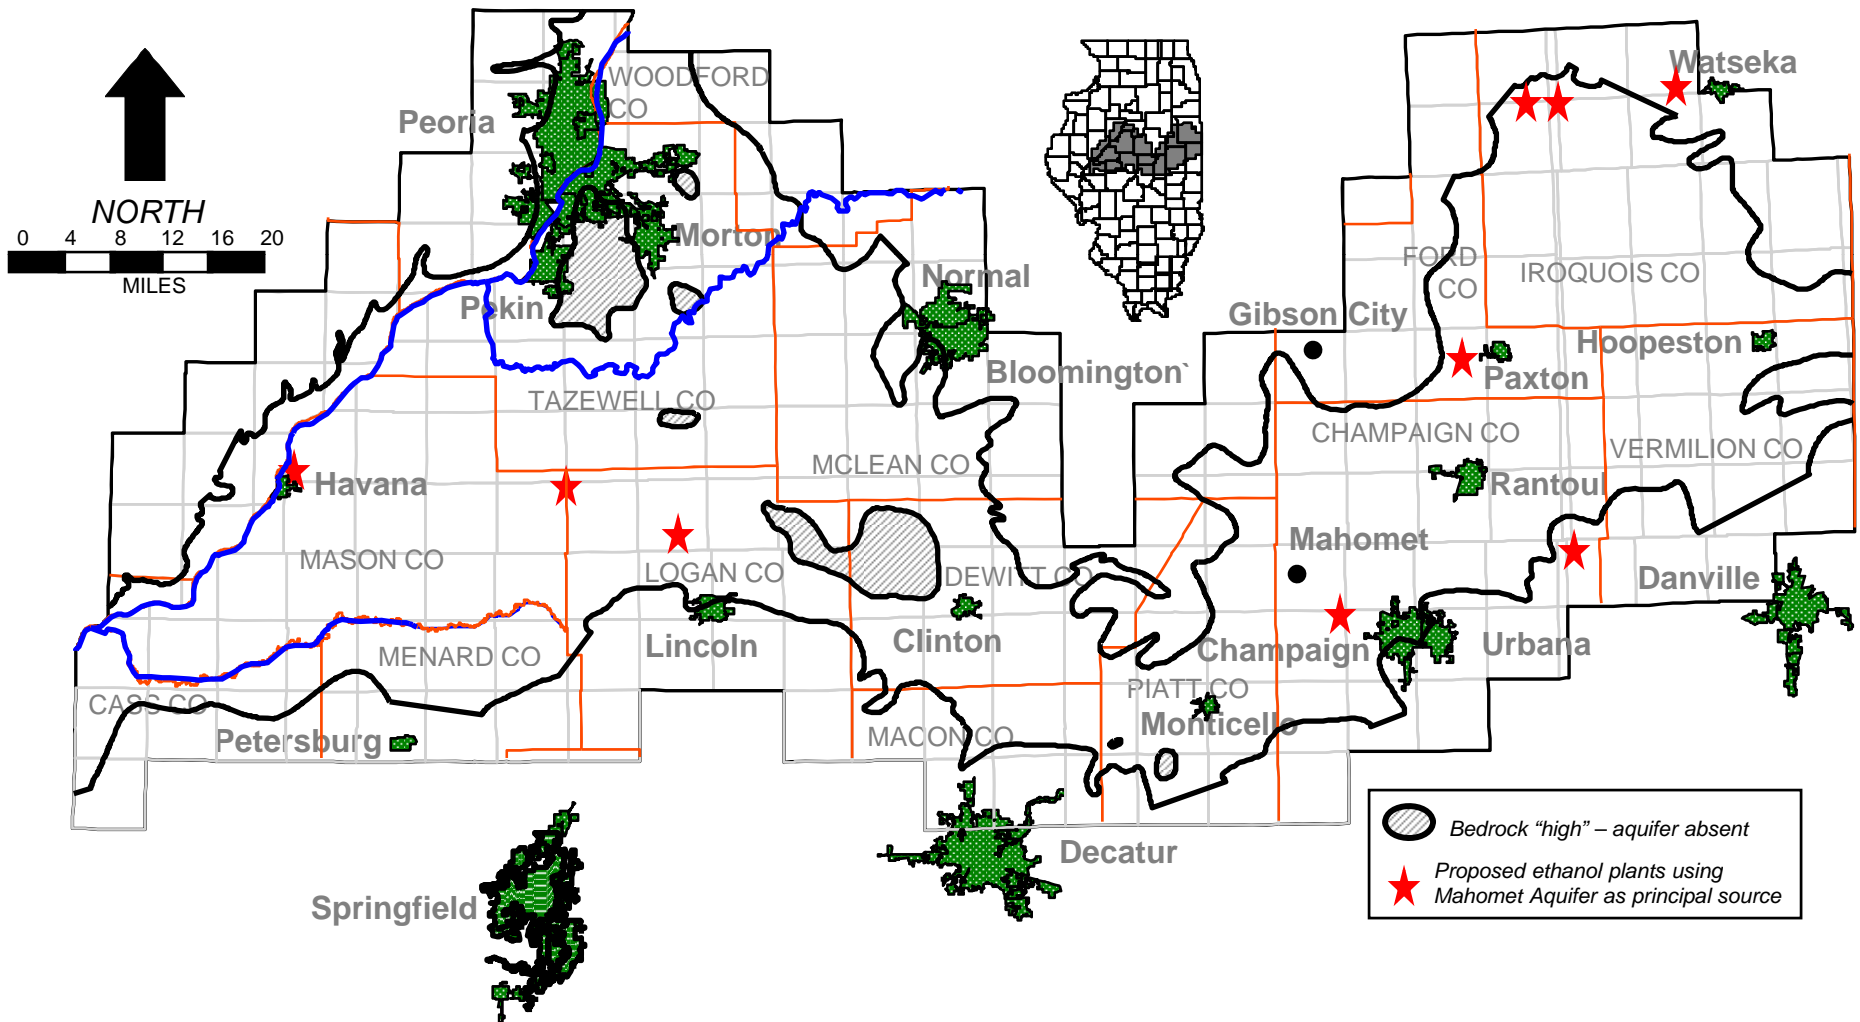 WOODFORD
CO
Watseka
Peoria
NORTH
0 4 8 12 16 20
MILES
Morton
Normal
Pekin
FORD
CO
IROQUOIS CO
Gibson City
Hoopeston
Bloomington`
Paxton
TAZEWELL CO
CHAMPAIGN CO
VERMILION CO
MCLEAN CO
Havana
Rantoul
Mahomet
MASON CO
LOGAN CO
DEWITT CO
Danville
Lincoln
Clinton
Champaign
Urbana
MENARD CO
PIATT CO
CASS CO
Monticello
Petersburg
MACON CO
Decatur
Springfield
Bedrock “high” – aquifer absent
Proposed ethanol plants using
Mahomet Aquifer as principal source